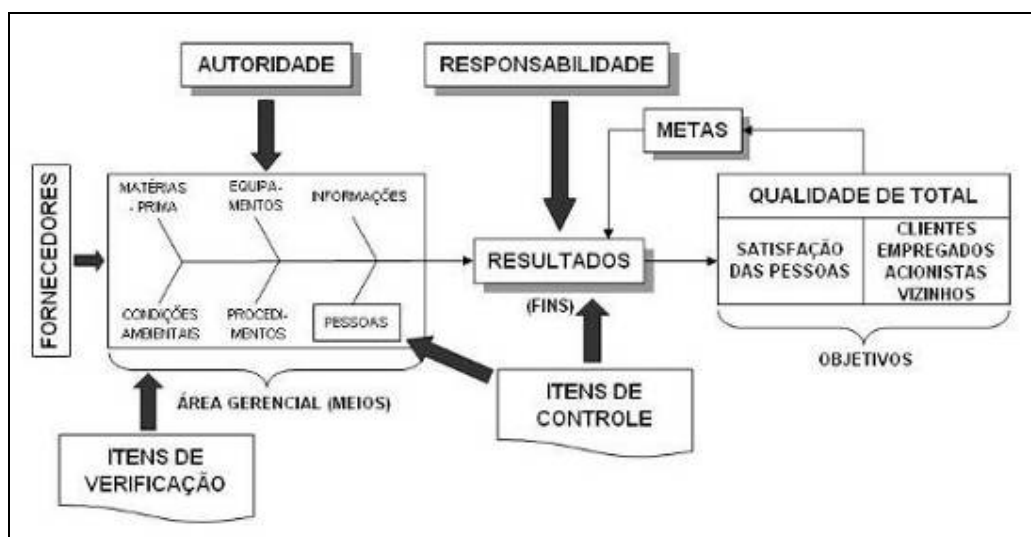 AUTORIDADE
RESPONSABILIDADE
METAS
FORNECEDORES
MATÉRIAS
- PRIMA
EQUIPA-
MENTOS
INFORMAÇÕES
CONDIÇÕES
AMBIENTAIS
PROCEDI-
MENTOS
PESSOAS
RESULTADOS
(FINS)
QUALIDADE DE TOTAL
SATISFAÇÃO
DAS PESSOAS
CLIENTES
EMPREGADOS
ACIONISTAS
VIZINHOS
OBJETIVOS
ÁREA GERENCIAL (MEIOS)
ITENS DE
VERIFICAÇÃO
ITENS DE
CONTROLE